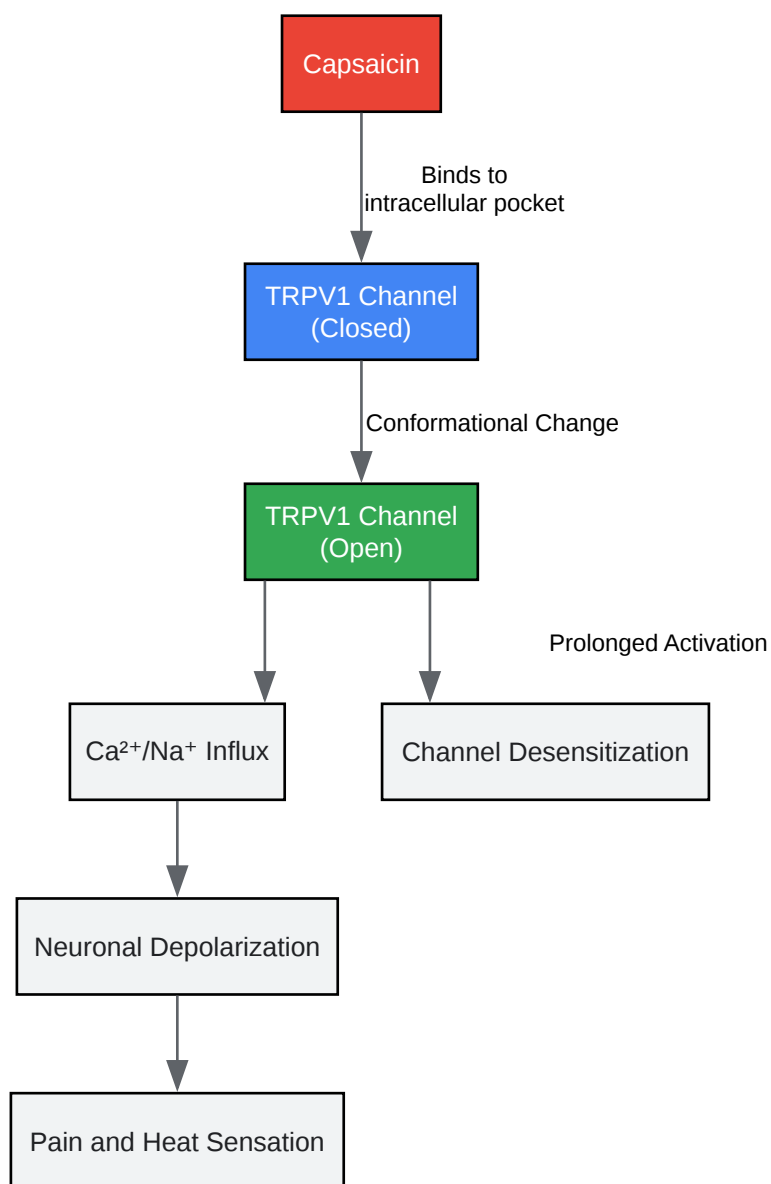 Capsaicin
Binds to
intracellular pocket
TRPV1 Channel
(Closed)
Conformational Change
TRPV1 Channel
(Open)
Prolonged Activation
Ca²⁺/Na⁺ Influx
Channel Desensitization
Neuronal Depolarization
Pain and Heat Sensation